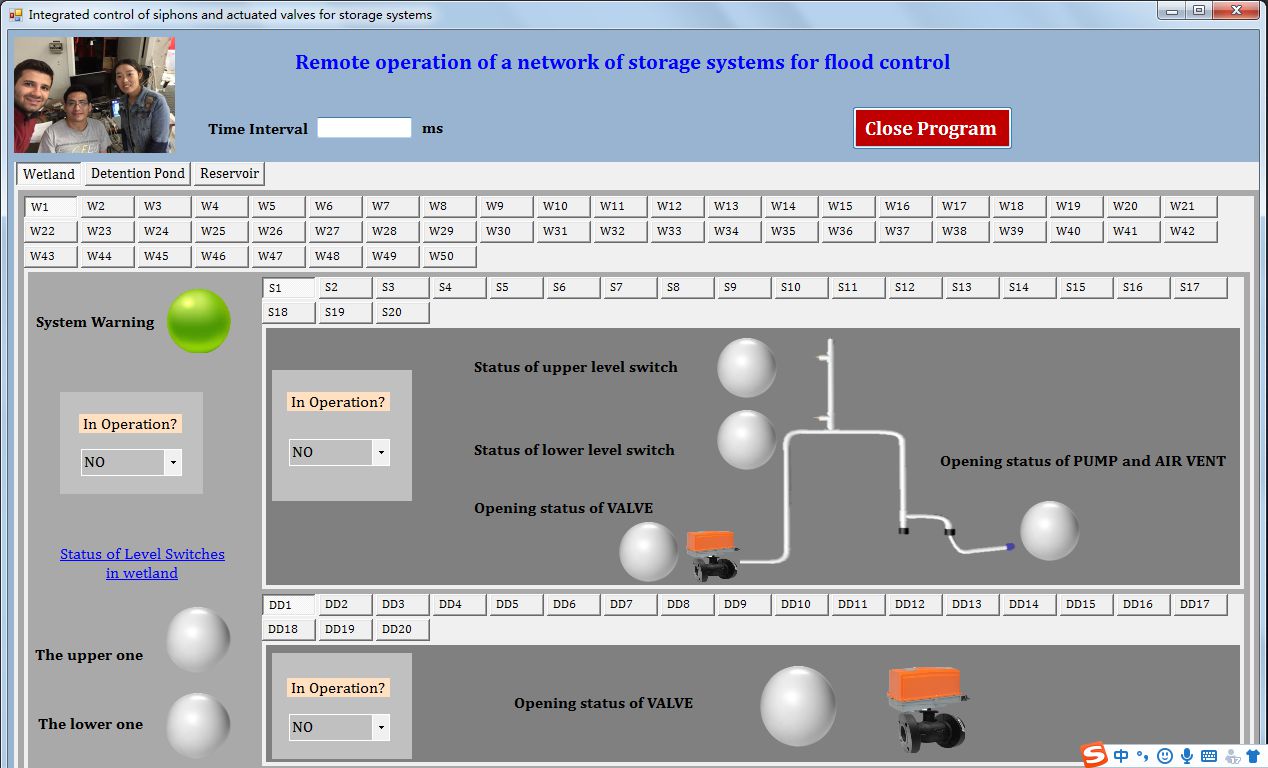 Integrated control of siphons and actuated valves for storage systems
Remote operation of a network of storage systems for flood control
Time Interval ms
Close Program
Wetland Detention Pond Reservoir
W1 W2 W3 W4 W5 W6 W7 W8 W9 W10 W11 W12 W13 W14 W15 W16 W17 W18 W19 W20 W21
W22 W23 W24 W25 W26 W27 W28 W29 W30 W31 W32 W33 W34 W35 W36 W37 W38 W39 W40 W41 W42
W43 W44 W45 W46 W47 W48 W49 W50
System Warning
In Operation?
NO
Status of Level Switches
in wetland
The upper one
The lower one
S1 S2 S3 S4 S5 S6 S7 S8 S9 S10 S11 S12 S13 S14 S15 S16 S17
S18 S19 S20
In Operation?
NO
Status of upper level switch
Status of lower level switch
Opening status of VALVE
Opening status of PUMP and AIR VENT
DD1 DD2 DD3 DD4 DD5 DD6 DD7 DD8 DD9 DD10 DD11 DD12 DD13 DD14 DD15 DD16 DD17
DD18 DD19 DD20
In Operation?
NO
Opening status of VALVE
S 中